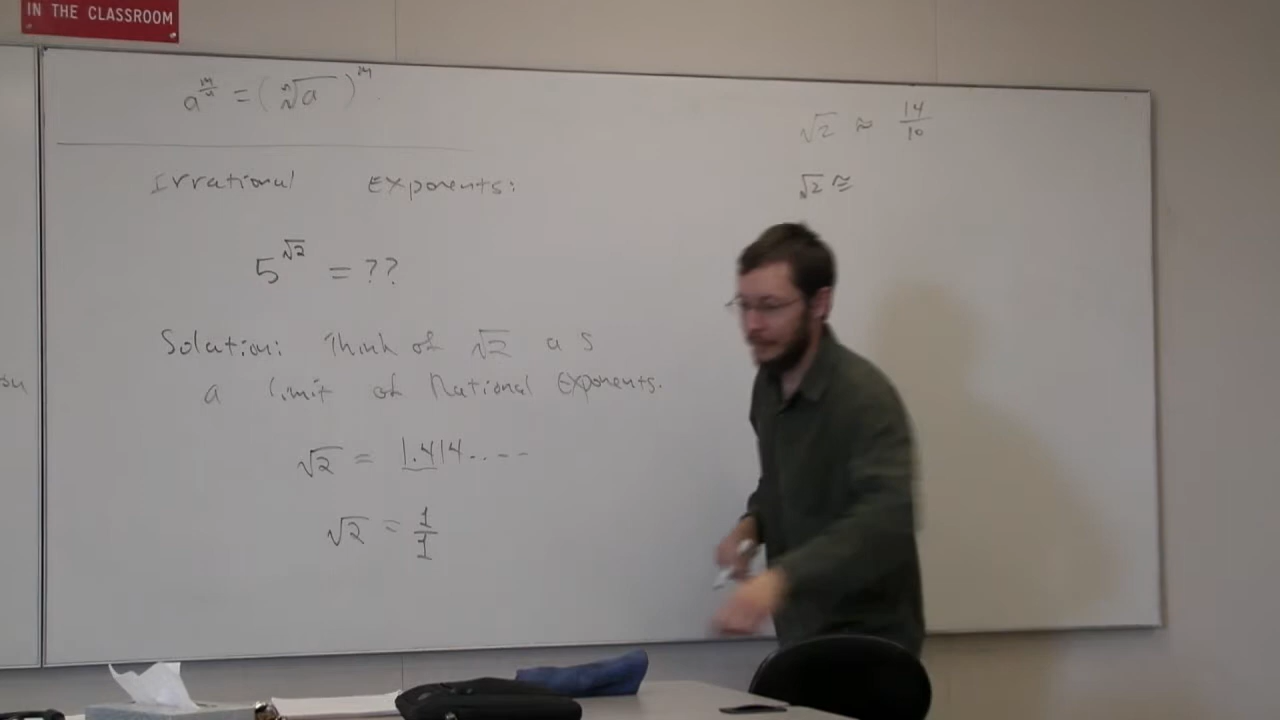 IN THE CLASSROOM
a^{m/n} = (ⁿ√a)^m
Irrational Exponents:
5^{√2} = ??
Solution: Think of √2 as
a limit of Rational Exponents.
√2 = 1.414....--
√2 = 1/1
√2 ≈ 14/10
√2 ≅